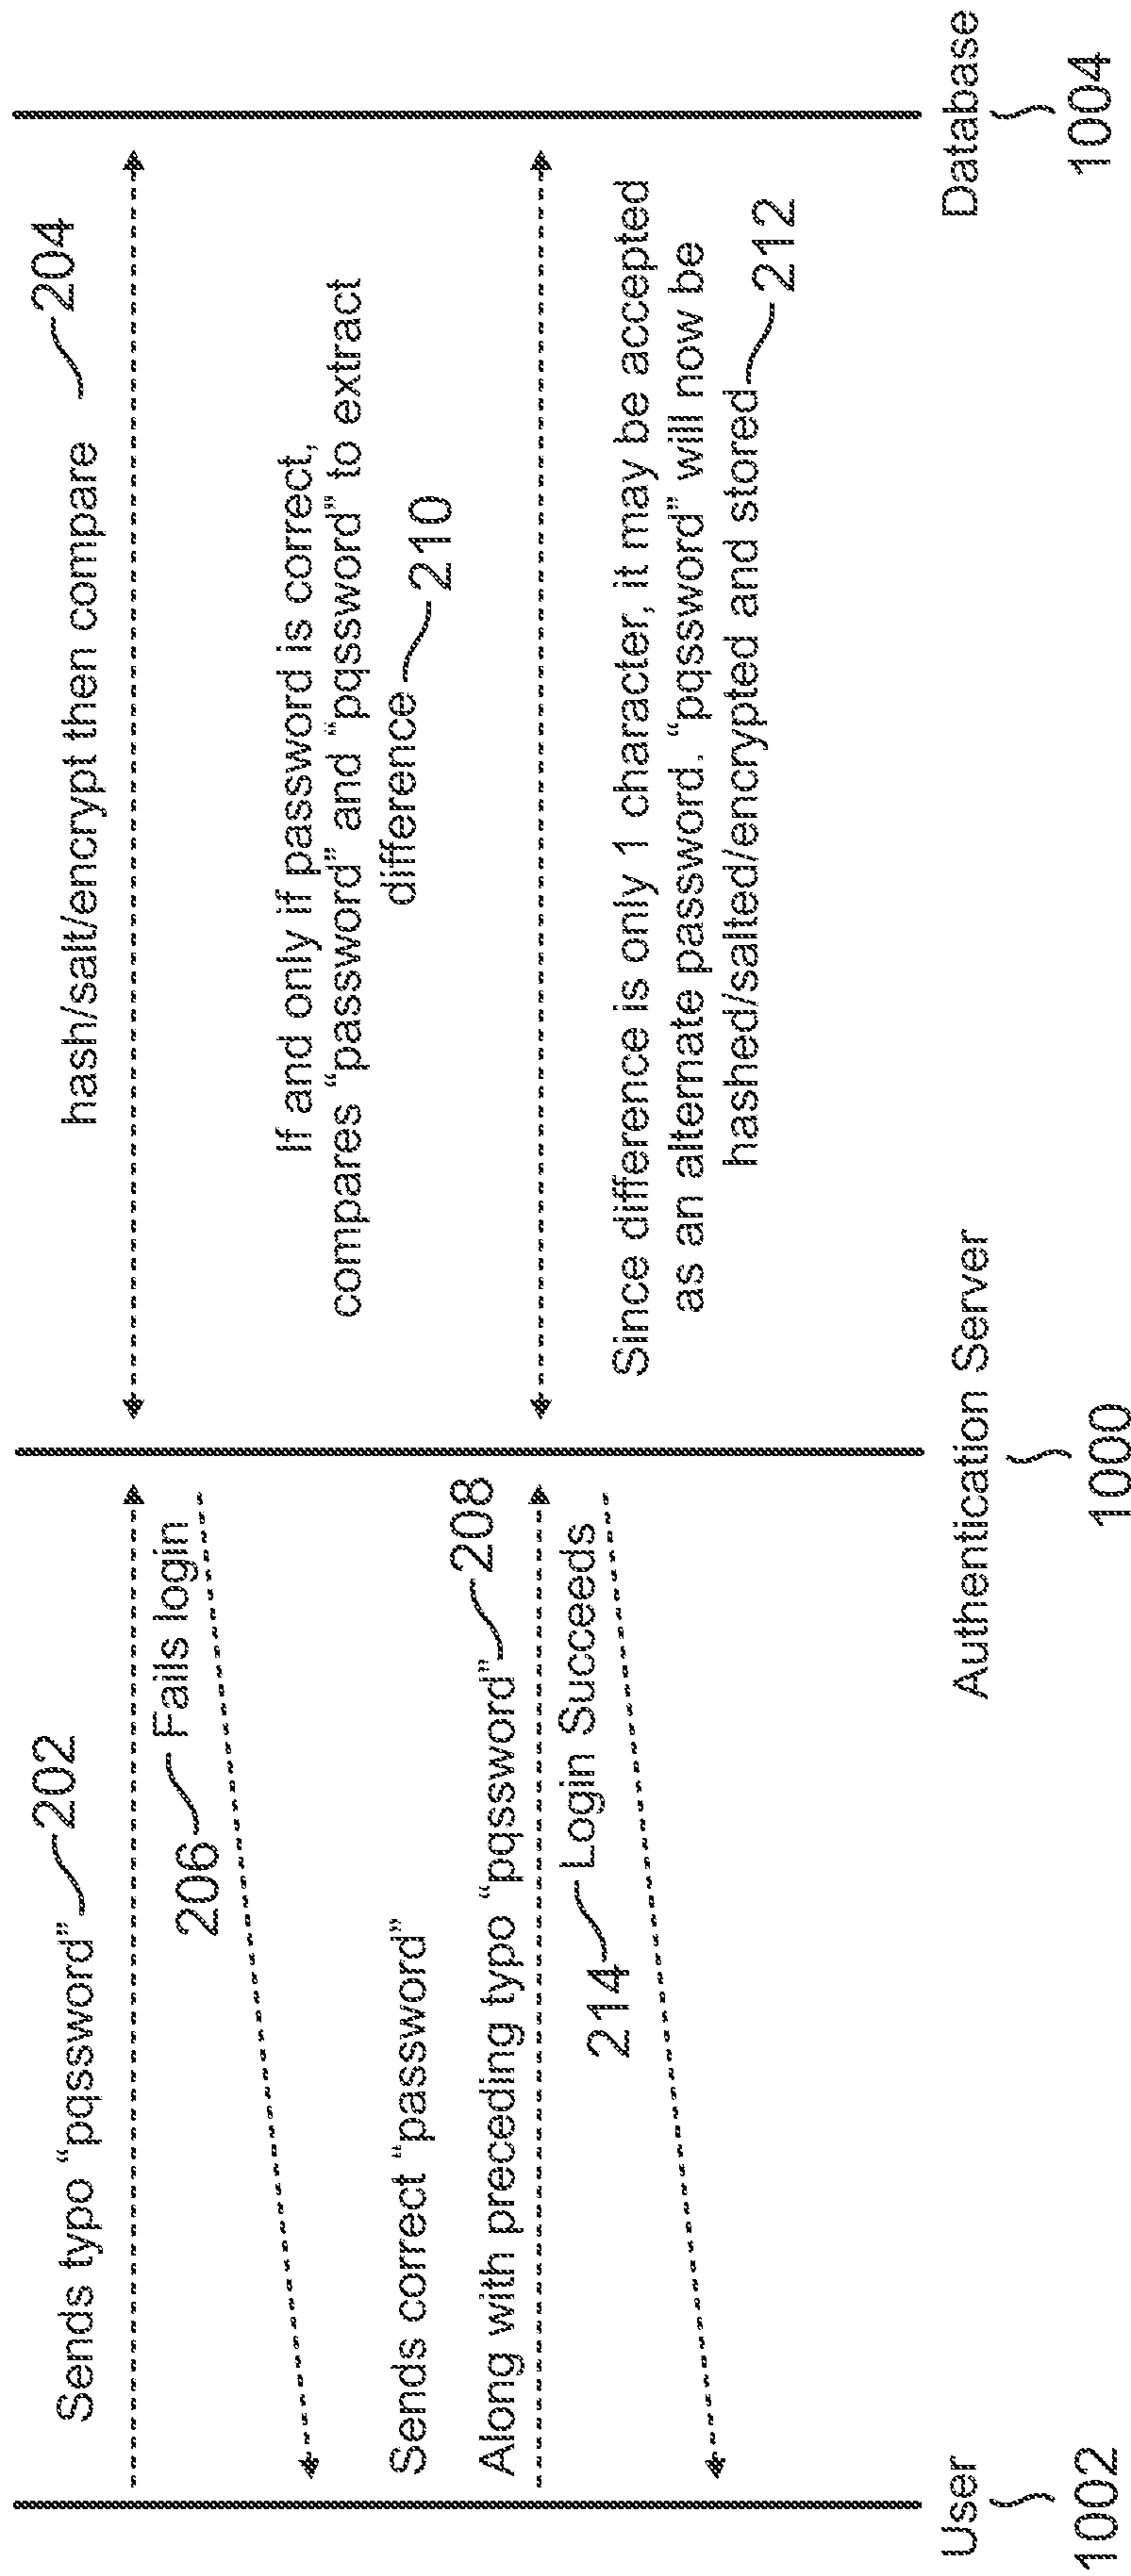 Sends typo “pqssword” 202
hash/salt/encrypt then compare 204
206 Fails login
If and only if password is correct,
compares “password” and “pqssword” to extract
difference 210
Sends correct “password”
Along with preceding typo “pqssword” 208
214 Login Succeeds
Since difference is only 1 character, it may be accepted
as an alternate password. “pqssword” will now be
hashed/salted/encrypted and stored 212
User
1002
Authentication Server
1000
Database
1004